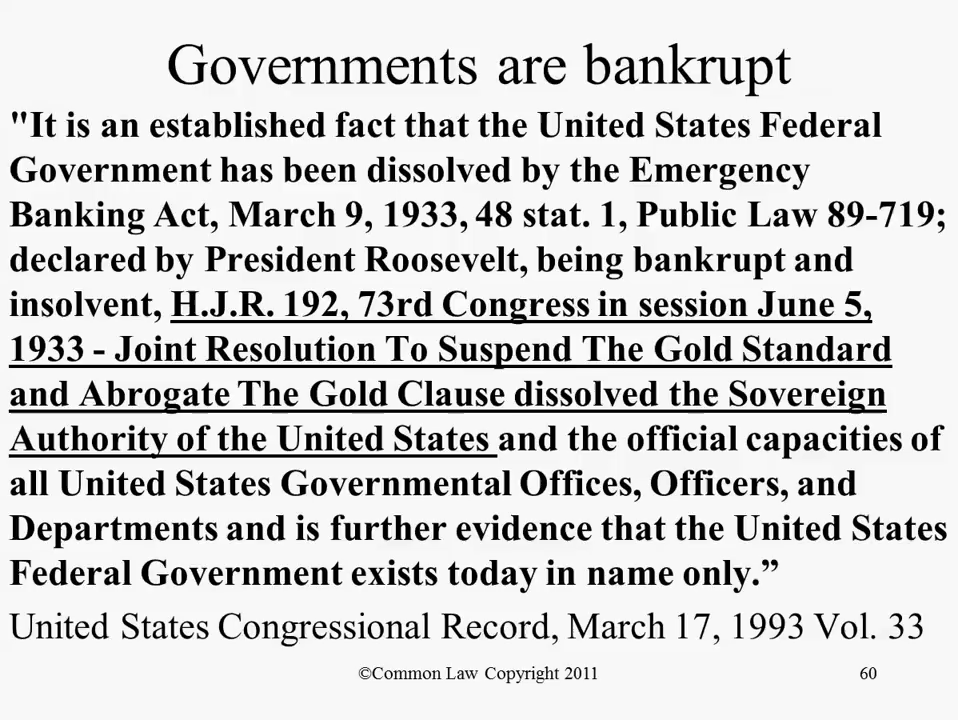 Governments are bankrupt
"It is an established fact that the United States Federal
Government has been dissolved by the Emergency
Banking Act, March 9, 1933, 48 stat. 1, Public Law 89-719;
declared by President Roosevelt, being bankrupt and
insolvent, H.J.R. 192, 73rd Congress in session June 5,
1933 - Joint Resolution To Suspend The Gold Standard
and Abrogate The Gold Clause dissolved the Sovereign
Authority of the United States and the official capacities of
all United States Governmental Offices, Officers, and
Departments and is further evidence that the United States
Federal Government exists today in name only.”
United States Congressional Record, March 17, 1993 Vol. 33
©Common Law Copyright 2011
60